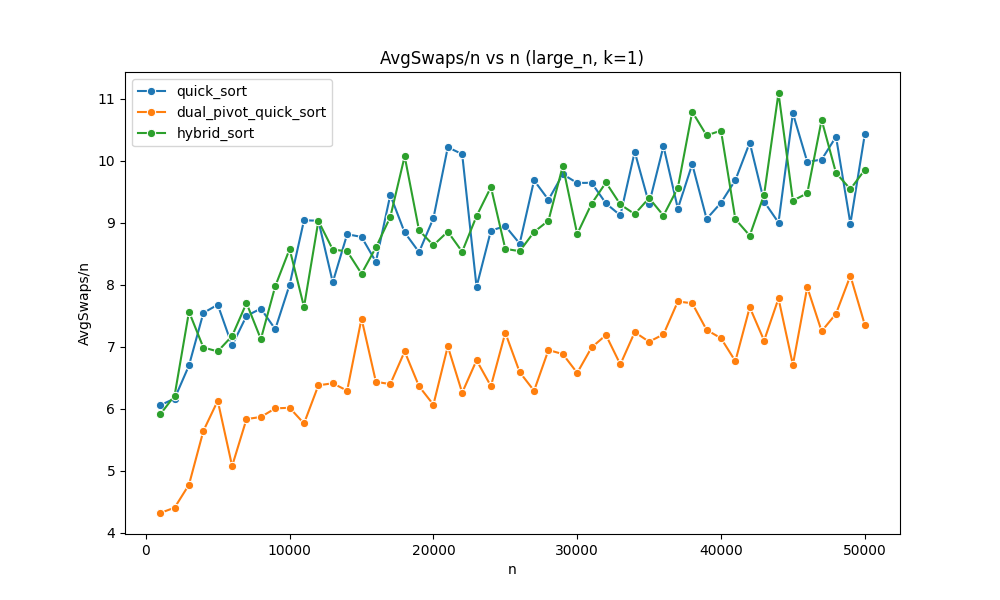 AvgSwaps/n vs n (large_n, k=1)
quick_sort
dual_pivot_quick_sort
hybrid_sort
AvgSwaps/n
11
10
9
8
7
6
5
4
0 10000 20000 30000 40000 50000
n